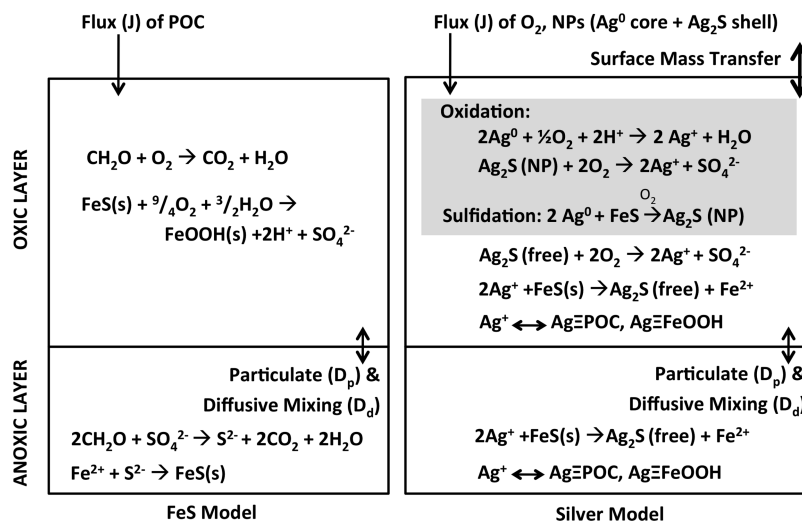 Flux (J) of POC
Flux (J) of O₂, NPs (Ag⁰ core + Ag₂S shell)
Surface Mass Transfer
OXIC LAYER
CH₂O + O₂ → CO₂ + H₂O
FeS(s) + ⁹/₄O₂ + ³/₂H₂O →
FeOOH(s) +2H⁺ + SO₄²⁻
Oxidation:
2Ag⁰ + ½O₂ + 2H⁺ → 2 Ag⁺ + H₂O
Ag₂S (NP) + 2O₂ → 2Ag⁺ + SO₄²⁻
O₂
Sulfidation: 2 Ag⁰ + FeS → Ag₂S (NP)
Ag₂S (free) + 2O₂ → 2Ag⁺ + SO₄²⁻
2Ag⁺ +FeS(s) →Ag₂S (free) + Fe²⁺
Ag⁺ ↔ AgΞPOC, AgΞFeOOH
ANOXIC LAYER
Particulate (Dₚ) &
Diffusive Mixing (D_d)
2CH₂O + SO₄²⁻ → S²⁻ + 2CO₂ + 2H₂O
Fe²⁺ + S²⁻ → FeS(s)
Particulate (Dₚ) &
Diffusive Mixing (D_d)
2Ag⁺ +FeS(s) →Ag₂S (free) + Fe²⁺
Ag⁺ ↔ AgΞPOC, AgΞFeOOH
FeS Model
Silver Model